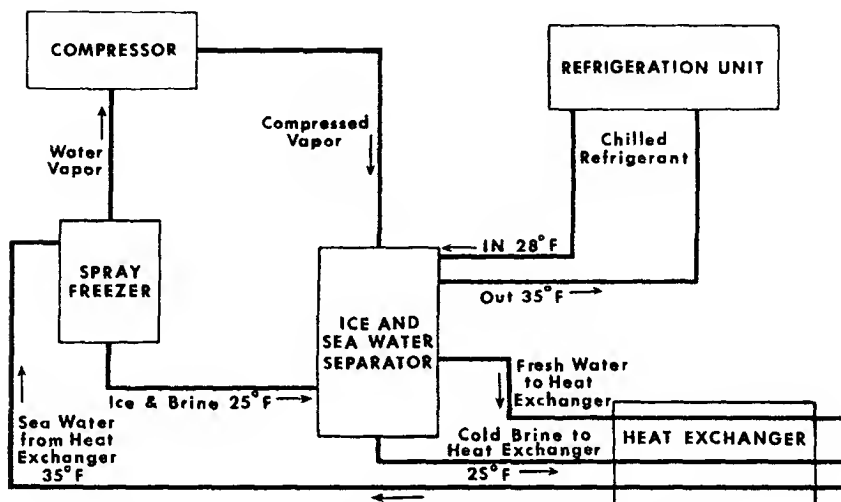 COMPRESSOR
REFRIGERATION UNIT
Compressed
Vapor
Chilled
Refrigerant
Water
Vapor
IN 28°F
SPRAY
FREEZER
Out 35°F
ICE AND
SEA WATER
SEPARATOR
Fresh Water
to Heat
Exchanger
Ice & Brine 25°F
Sea Water
from Heat
Exchanger
35°F
Cold Brine to
Heat Exchanger
25°F
HEAT EXCHANGER